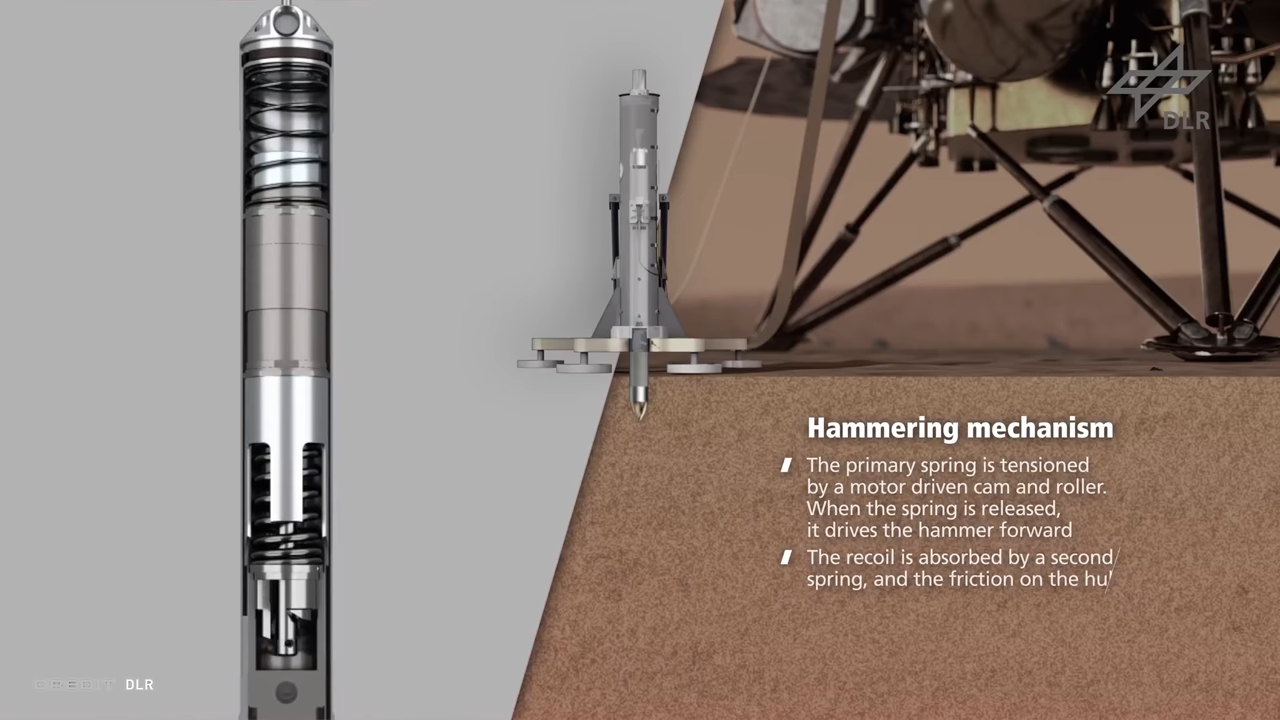 DLR
Hammering mechanism
The primary spring is tensioned
by a motor driven cam and roller.
When the spring is released,
it drives the hammer forward
The recoil is absorbed by a second
spring, and the friction on the
CREDIT DLR